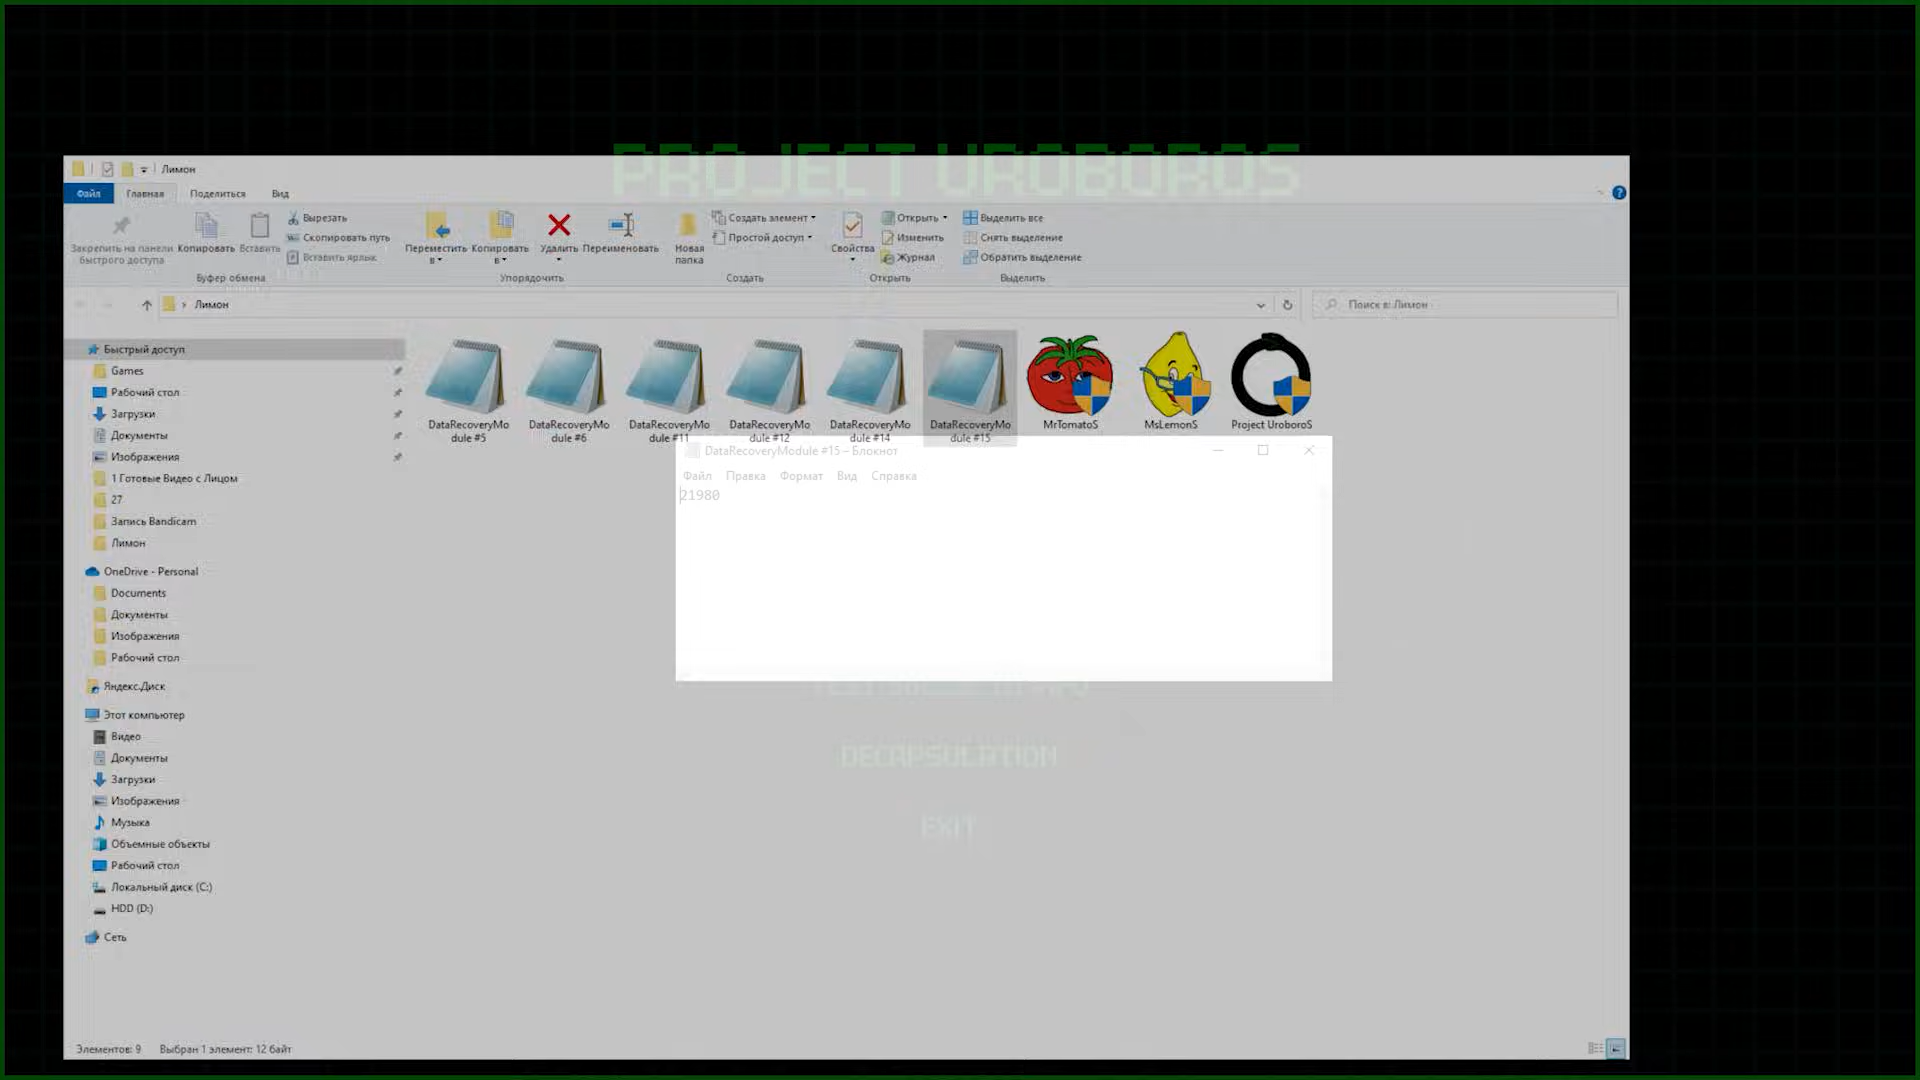 PROJECT UROBOROS
Лимон
Файл Главная Поделиться Вид
Закрепить на панели быстрого доступа
Копировать
Вставить
Вырезать
Скопировать путь
Вставить ярлык
Буфер обмена
Переместить в
Копировать в
Удалить
Переименовать
Упорядочить
Новая папка
Создать элемент
Простой доступ
Создать
Свойства
Открыть
Изменить
Журнал
Открыть
Выделить все
Снять выделение
Обратить выделение
Выделить
Лимон
Поиск в: Лимон
Быстрый доступ
Games
Рабочий стол
Загрузки
Документы
Изображения
1 Готовые Видео с Лицом
27
Запись Bandicam
Лимон
OneDrive - Personal
Documents
Документы
Изображения
Рабочий стол
Яндекс.Диск
Этот компьютер
Видео
Документы
Загрузки
Изображения
Музыка
Объемные объекты
Рабочий стол
Локальный диск (C:)
HDD (D:)
Сеть
DataRecoveryModule #5
DataRecoveryModule #6
DataRecoveryModule #11
DataRecoveryModule #12
DataRecoveryModule #14
DataRecoveryModule #15
MrTomatoS
MsLemonS
Project UroboroS
DataRecoveryModule #15 – Блокнот
Файл Правка Формат Вид Справка
21980
DECAPSULATION
EXIT
Элементов: 9 Выбран 1 элемент: 12 байт